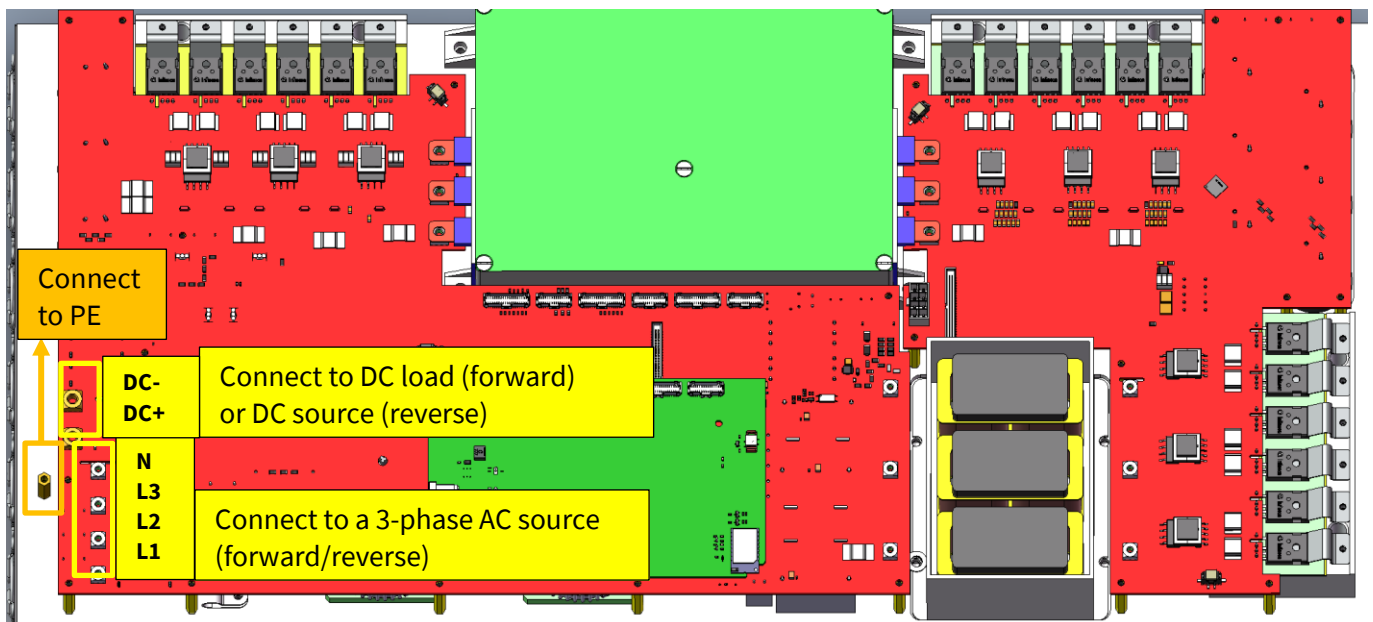 Connect
to PE
DC-
DC+
Connect to DC load (forward)
or DC source (reverse)
N
L3
L2
L1
Connect to a 3-phase AC source
(forward/reverse)